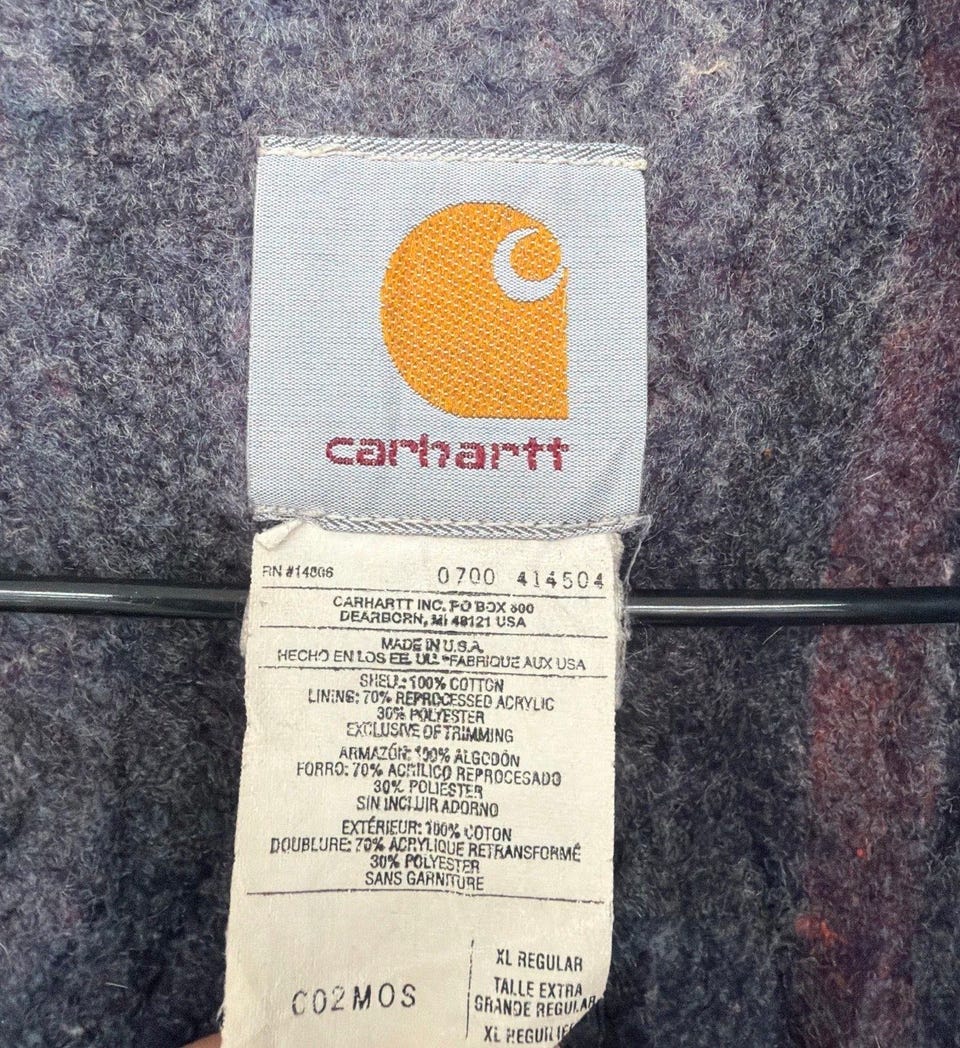 carhartt
RN #14806 0700 414504
CARHARTT INC. PO BOX 600
DEARBORN, MI 48121 USA
MADE IN U.S.A.
HECHO EN LOS EE. UU. *FABRIQUE AUX USA
SHELL: 100% COTTON
LINING: 70% REPROCESSED ACRYLIC
30% POLYESTER
EXCLUSIVE OF TRIMMING
ARMAZÓN: 100% ALGODÓN
FORRO: 70% ACRILICO REPROCESADO
30% POLIESTER
SIN INCLUIR ADORNO
EXTÉRIEUR: 100% COTON
DOUBLURE: 70% ACRYLIQUE RETRANSFORMÉ
30% POLYESTER
SANS GARNITURE
C02MOS
XL REGULAR
TALLE EXTRA
GRANDE REGULAR
XL